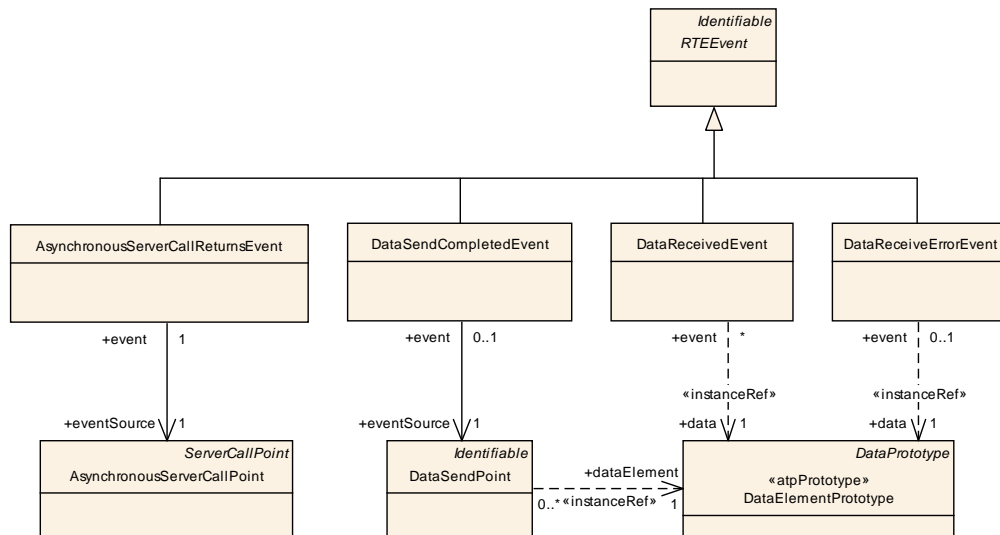 Identifiable
RTEEvent
AsynchronousServerCallReturnsEvent
DataSendCompletedEvent
DataReceivedEvent
DataReceiveErrorEvent
+event 1
+event 0..1
+event *
+event 0..1
«instanceRef»
«instanceRef»
+eventSource 1
+eventSource 1
+data 1
+data 1
ServerCallPoint
AsynchronousServerCallPoint
Identifiable
DataSendPoint
+dataElement
0..* «instanceRef» 1
DataPrototype
«atpPrototype»
DataElementPrototype